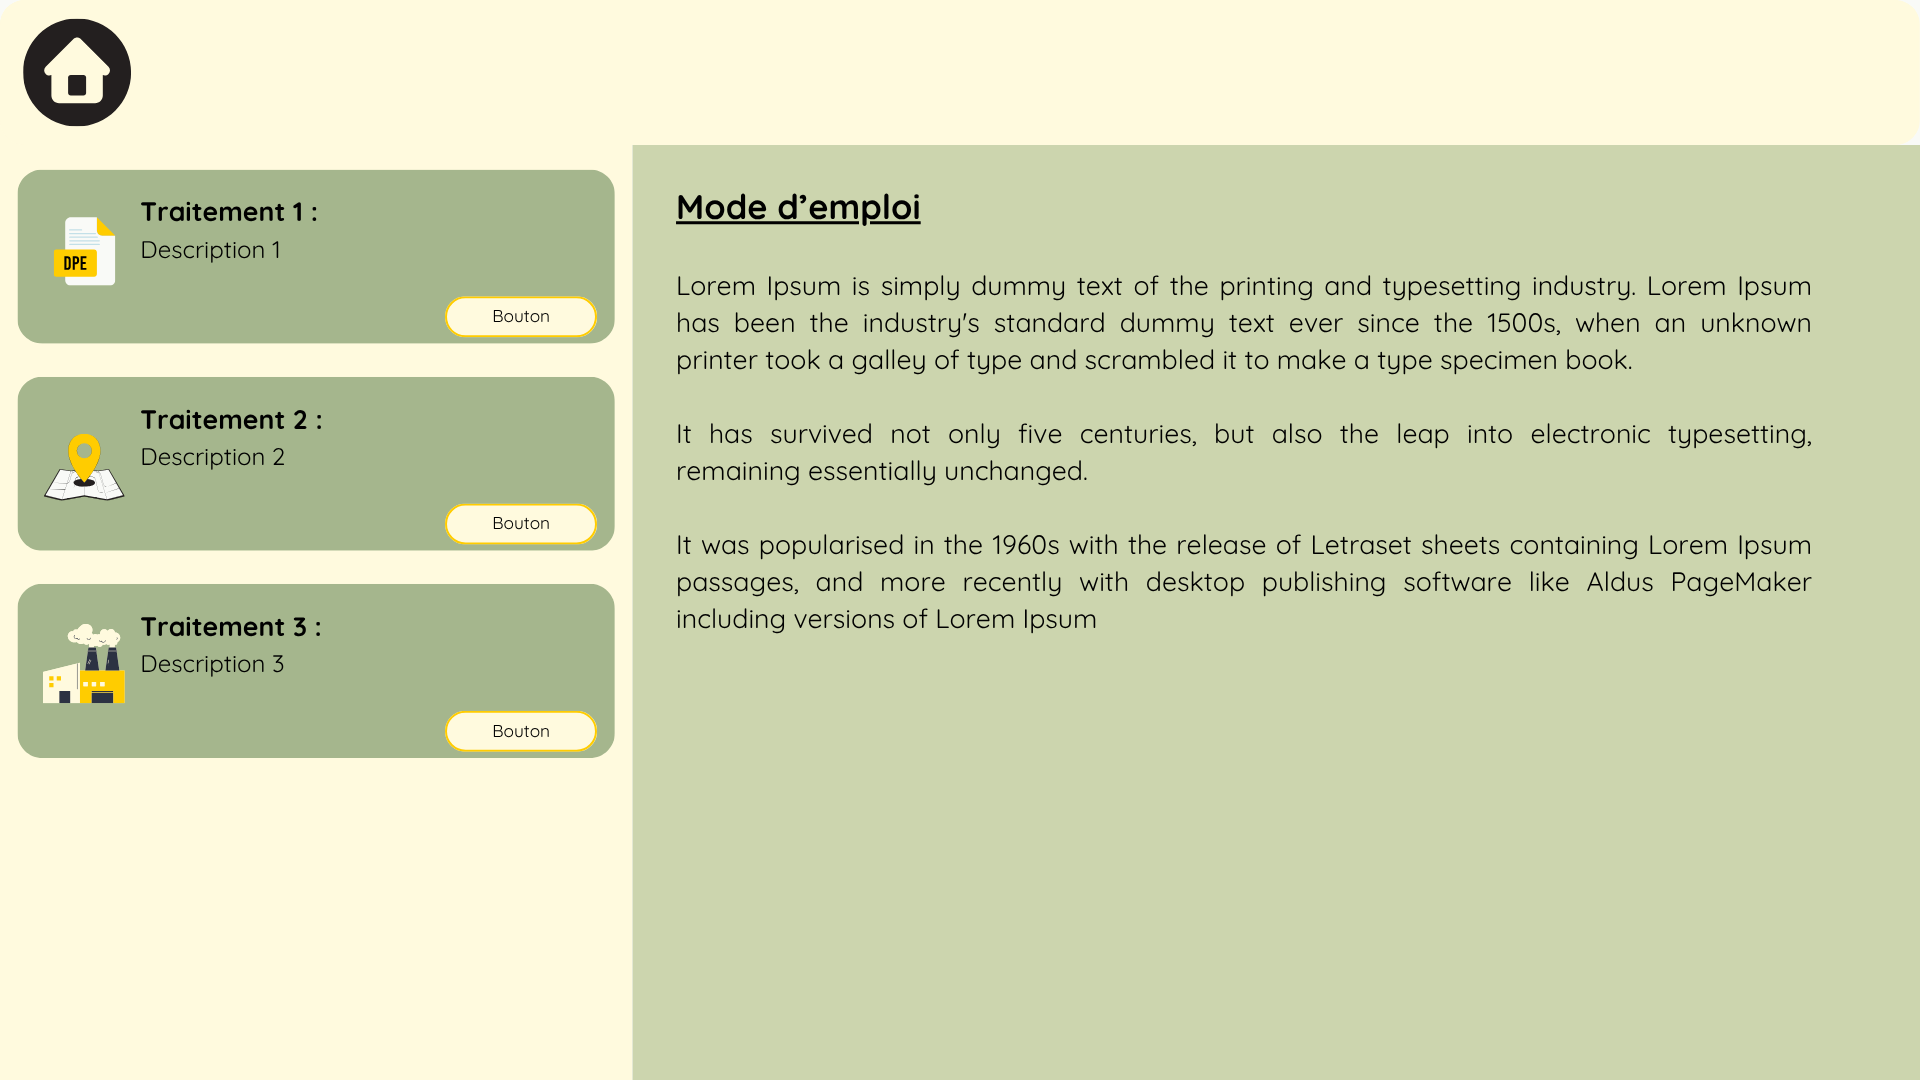 Traitement 1 :
Description 1
DPE
Bouton
Traitement 2 :
Description 2
Bouton
Traitement 3 :
Description 3
Bouton
Mode d’emploi
Lorem Ipsum is simply dummy text of the printing and typesetting industry. Lorem Ipsum
has been the industry's standard dummy text ever since the 1500s, when an unknown
printer took a galley of type and scrambled it to make a type specimen book.
It has survived not only five centuries, but also the leap into electronic typesetting,
remaining essentially unchanged.
It was popularised in the 1960s with the release of Letraset sheets containing Lorem Ipsum
passages, and more recently with desktop publishing software like Aldus PageMaker
including versions of Lorem Ipsum